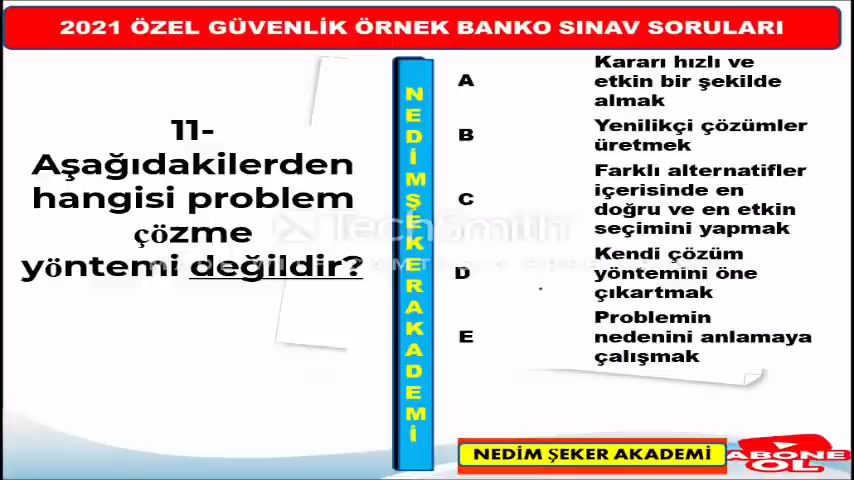 2021 ÖZEL GÜVENLİK ÖRNEK BANKO SINAV SORULARI
11-
Aşağıdakilerden
hangisi problem
çözme
yöntemi değildir?
NEDİMŞEKERAKADEMİ
A
Kararı hızlı ve
etkin bir şekilde
almak
B
Yenilikçi çözümler
üretmek
C
Farklı alternatifler
içerisinde en
doğru ve en etkin
seçimini yapmak
D
Kendi çözüm
yöntemini öne
çıkartmak
E
Problemin
nedenini anlamaya
çalışmak
TechSmith
NEDİM ŞEKER AKADEMİ
ABONE
OL